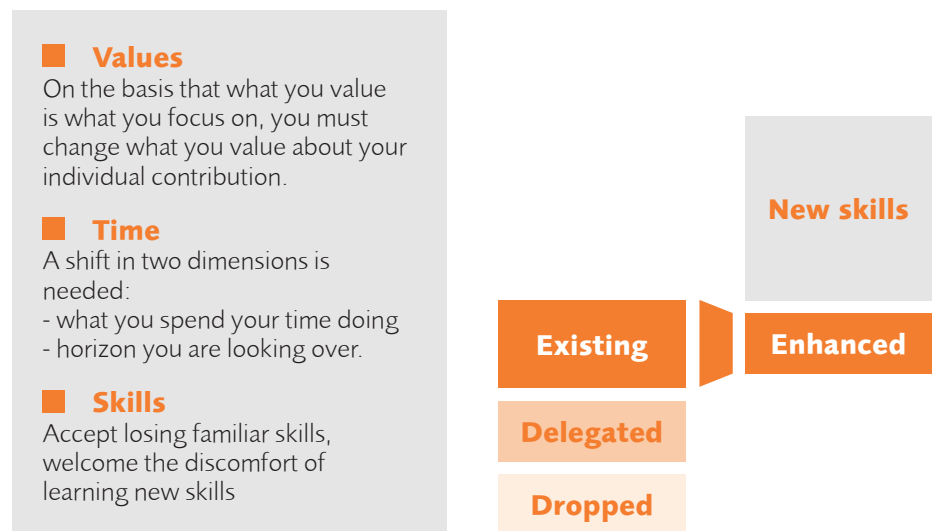 Values
On the basis that what you value
is what you focus on, you must
change what you value about your
individual contribution.
Time
A shift in two dimensions is
needed:
- what you spend your time doing
- horizon you are looking over.
Skills
Accept losing familiar skills,
welcome the discomfort of
learning new skills
New skills
Existing
Enhanced
Delegated
Dropped